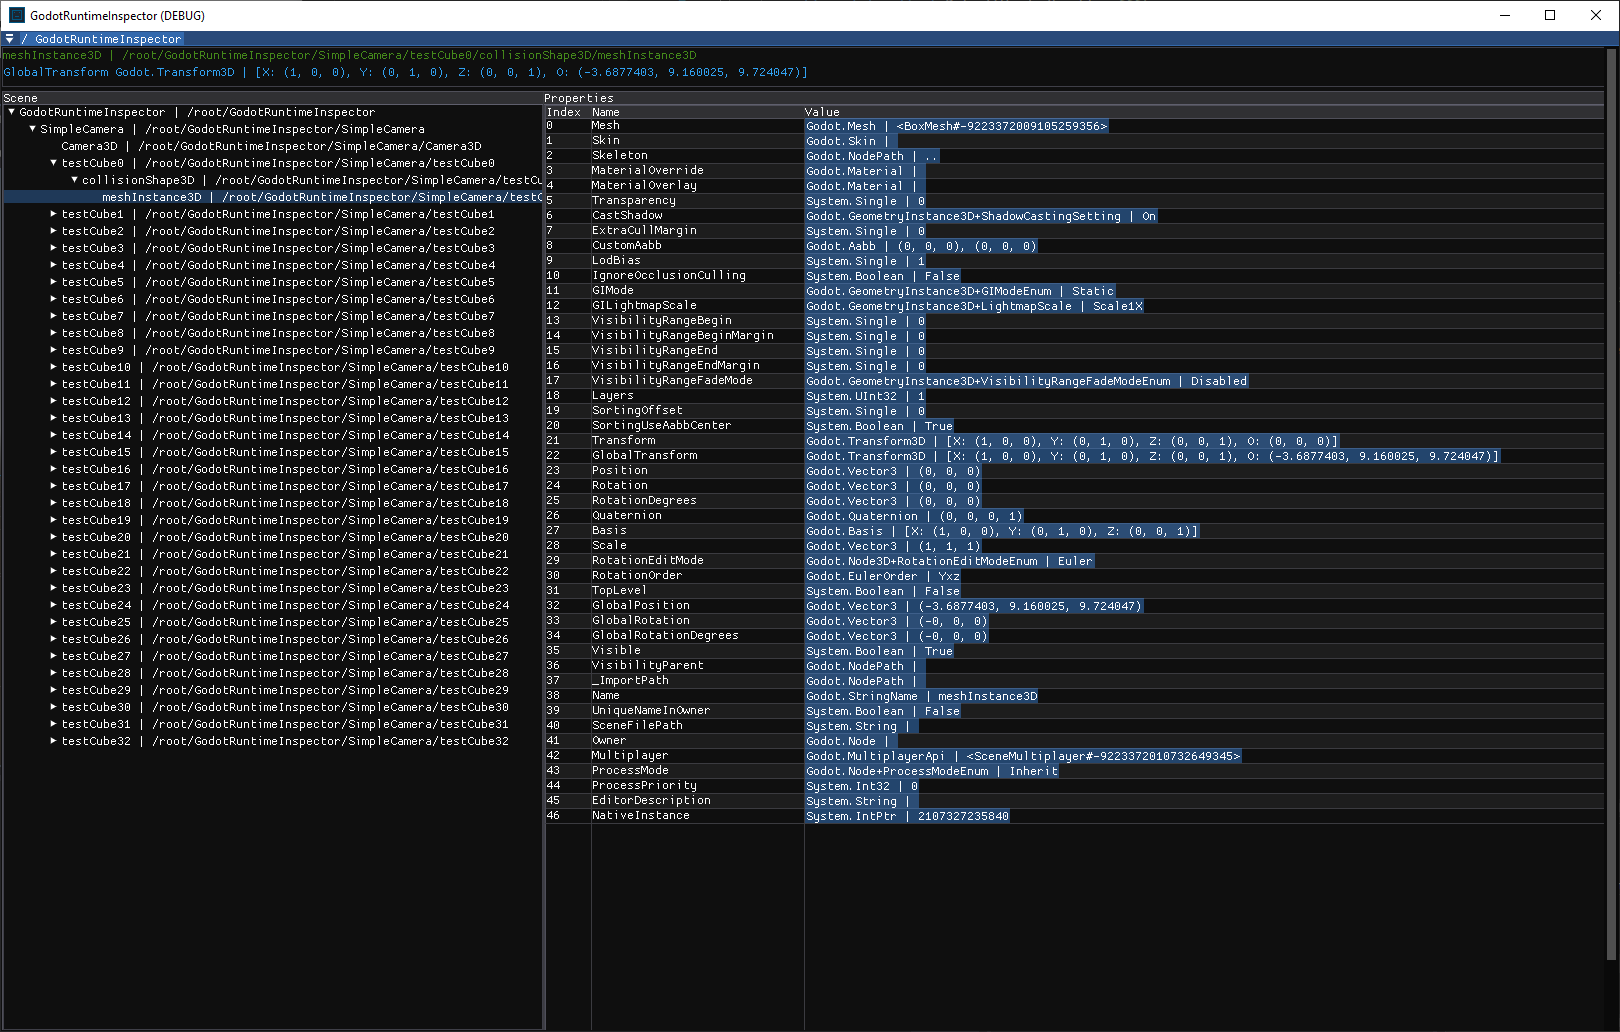 GodotRuntimeInspector (DEBUG)
/ GodotRuntimeInspector
meshInstance3D | /root/GodotRuntimeInspector/SimpleCamera/testCube0/collisionShape3D/meshInstance3D
GlobalTransform Godot.Transform3D | [X: (1, 0, 0), Y: (0, 1, 0), Z: (0, 0, 1), O: (-3.6877403, 9.160025, 9.724047)]
Scene
GodotRuntimeInspector | /root/GodotRuntimeInspector
SimpleCamera | /root/GodotRuntimeInspector/SimpleCamera
Camera3D | /root/GodotRuntimeInspector/SimpleCamera/Camera3D
testCube0 | /root/GodotRuntimeInspector/SimpleCamera/testCube0
collisionShape3D | /root/GodotRuntimeInspector/SimpleCamera/testCu
meshInstance3D | /root/GodotRuntimeInspector/SimpleCamera/testC
testCube1 | /root/GodotRuntimeInspector/SimpleCamera/testCube1
testCube2 | /root/GodotRuntimeInspector/SimpleCamera/testCube2
testCube3 | /root/GodotRuntimeInspector/SimpleCamera/testCube3
testCube4 | /root/GodotRuntimeInspector/SimpleCamera/testCube4
testCube5 | /root/GodotRuntimeInspector/SimpleCamera/testCube5
testCube6 | /root/GodotRuntimeInspector/SimpleCamera/testCube6
testCube7 | /root/GodotRuntimeInspector/SimpleCamera/testCube7
testCube8 | /root/GodotRuntimeInspector/SimpleCamera/testCube8
testCube9 | /root/GodotRuntimeInspector/SimpleCamera/testCube9
testCube10 | /root/GodotRuntimeInspector/SimpleCamera/testCube10
testCube11 | /root/GodotRuntimeInspector/SimpleCamera/testCube11
testCube12 | /root/GodotRuntimeInspector/SimpleCamera/testCube12
testCube13 | /root/GodotRuntimeInspector/SimpleCamera/testCube13
testCube14 | /root/GodotRuntimeInspector/SimpleCamera/testCube14
testCube15 | /root/GodotRuntimeInspector/SimpleCamera/testCube15
testCube16 | /root/GodotRuntimeInspector/SimpleCamera/testCube16
testCube17 | /root/GodotRuntimeInspector/SimpleCamera/testCube17
testCube18 | /root/GodotRuntimeInspector/SimpleCamera/testCube18
testCube19 | /root/GodotRuntimeInspector/SimpleCamera/testCube19
testCube20 | /root/GodotRuntimeInspector/SimpleCamera/testCube20
testCube21 | /root/GodotRuntimeInspector/SimpleCamera/testCube21
testCube22 | /root/GodotRuntimeInspector/SimpleCamera/testCube22
testCube23 | /root/GodotRuntimeInspector/SimpleCamera/testCube23
testCube24 | /root/GodotRuntimeInspector/SimpleCamera/testCube24
testCube25 | /root/GodotRuntimeInspector/SimpleCamera/testCube25
testCube26 | /root/GodotRuntimeInspector/SimpleCamera/testCube26
testCube27 | /root/GodotRuntimeInspector/SimpleCamera/testCube27
testCube28 | /root/GodotRuntimeInspector/SimpleCamera/testCube28
testCube29 | /root/GodotRuntimeInspector/SimpleCamera/testCube29
testCube30 | /root/GodotRuntimeInspector/SimpleCamera/testCube30
testCube31 | /root/GodotRuntimeInspector/SimpleCamera/testCube31
testCube32 | /root/GodotRuntimeInspector/SimpleCamera/testCube32
Properties
Index Name Value
0 Mesh Godot.Mesh | <BoxMesh#-9223372009105259356>
1 Skin Godot.Skin |
2 Skeleton Godot.NodePath | ..
3 MaterialOverride Godot.Material |
4 MaterialOverlay Godot.Material |
5 Transparency System.Single | 0
6 CastShadow Godot.GeometryInstance3D+ShadowCastingSetting | On
7 ExtraCullMargin System.Single | 0
8 CustomAabb Godot.Aabb | (0, 0, 0), (0, 0, 0)
9 LodBias System.Single | 1
10 IgnoreOcclusionCulling System.Boolean | False
11 GIMode Godot.GeometryInstance3D+GIModeEnum | Static
12 GILightmapScale Godot.GeometryInstance3D+LightmapScale | Scale1X
13 VisibilityRangeBegin System.Single | 0
14 VisibilityRangeBeginMargin System.Single | 0
15 VisibilityRangeEnd System.Single | 0
16 VisibilityRangeEndMargin System.Single | 0
17 VisibilityRangeFadeMode Godot.GeometryInstance3D+VisibilityRangeFadeModeEnum | Disabled
18 Layers System.UInt32 | 1
19 SortingOffset System.Single | 0
20 SortingUseAabbCenter System.Boolean | True
21 Transform Godot.Transform3D | [X: (1, 0, 0), Y: (0, 1, 0), Z: (0, 0, 1), O: (0, 0, 0)]
22 GlobalTransform Godot.Transform3D | [X: (1, 0, 0), Y: (0, 1, 0), Z: (0, 0, 1), O: (-3.6877403, 9.160025, 9.724047)]
23 Position Godot.Vector3 | (0, 0, 0)
24 Rotation Godot.Vector3 | (0, 0, 0)
25 RotationDegrees Godot.Vector3 | (0, 0, 0)
26 Quaternion Godot.Quaternion | (0, 0, 0, 1)
27 Basis Godot.Basis | [X: (1, 0, 0), Y: (0, 1, 0), Z: (0, 0, 1)]
28 Scale Godot.Vector3 | (1, 1, 1)
29 RotationEditMode Godot.Node3D+RotationEditModeEnum | Euler
30 RotationOrder Godot.EulerOrder | Yxz
31 TopLevel System.Boolean | False
32 GlobalPosition Godot.Vector3 | (-3.6877403, 9.160025, 9.724047)
33 GlobalRotation Godot.Vector3 | (-0, 0, 0)
34 GlobalRotationDegrees Godot.Vector3 | (-0, 0, 0)
35 Visible System.Boolean | True
36 VisibilityParent Godot.NodePath |
37 _ImportPath Godot.NodePath |
38 Name Godot.StringName | meshInstance3D
39 UniqueNameInOwner System.Boolean | False
40 SceneFilePath System.String |
41 Owner Godot.Node |
42 Multiplayer Godot.MultiplayerApi | <SceneMultiplayer#-9223372010732649345>
43 ProcessMode Godot.Node+ProcessModeEnum | Inherit
44 ProcessPriority System.Int32 | 0
45 EditorDescription System.String |
46 NativeInstance System.IntPtr | 2107327235840